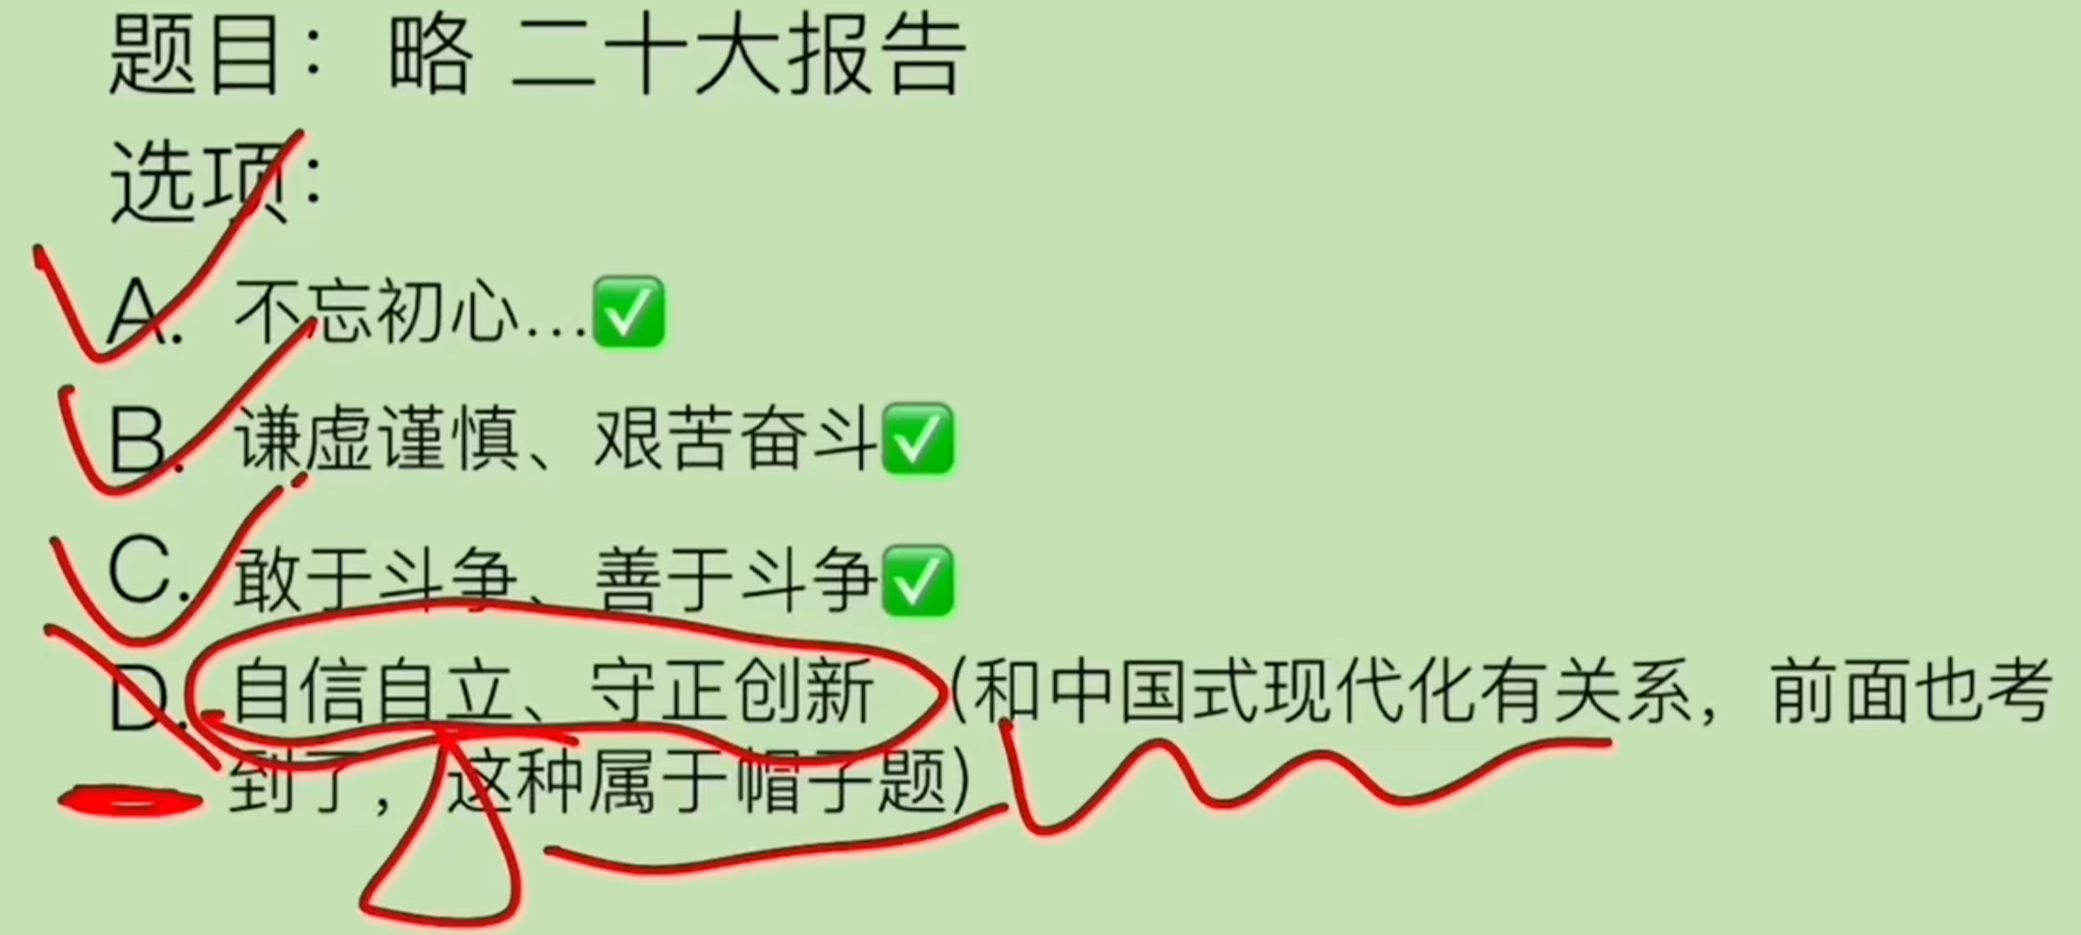 题目：略 二十大报告
选项：
A. 不忘初心...✅
B. 谦虚谨慎、艰苦奋斗✅
C. 敢于斗争、善于斗争✅
D. 自信自立、守正创新（和中国式现代化有关系，前面也考
到了，这种属于帽子题）